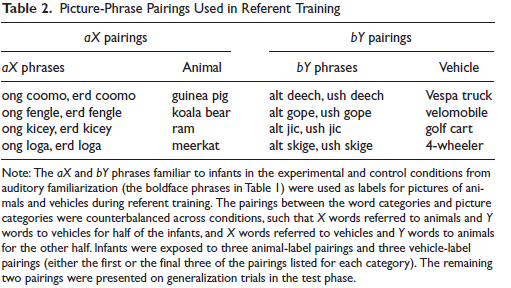 Table 2. Picture-Phrase Pairings Used in Referent Training
aX pairings bY pairings
aX phrases Animal bY phrases Vehicle
ong coomo, erd coomo guinea pig alt deech, ush deech Vespa truck
ong fengle, erd fengle koala bear alt gope, ush gope velomobile
ong kicey, erd kicey ram alt jic, ush jic golf cart
ong loga, erd loga meerkat alt skige, ush skige 4-wheeler
Note: The aX and bY phrases familiar to infants in the experimental and control conditions from
auditory familiarization (the boldface phrases in Table 1) were used as labels for pictures of ani-
mals and vehicles during referent training. The pairings between the word categories and picture
categories were counterbalanced across conditions, such that X words referred to animals and Y
words to vehicles for half of the infants, and X words referred to vehicles and Y words to animals
for the other half. Infants were exposed to three animal-label pairings and three vehicle-label
pairings (either the first or the final three of the pairings listed for each category). The remaining
two pairings were presented on generalization trials in the test phase.